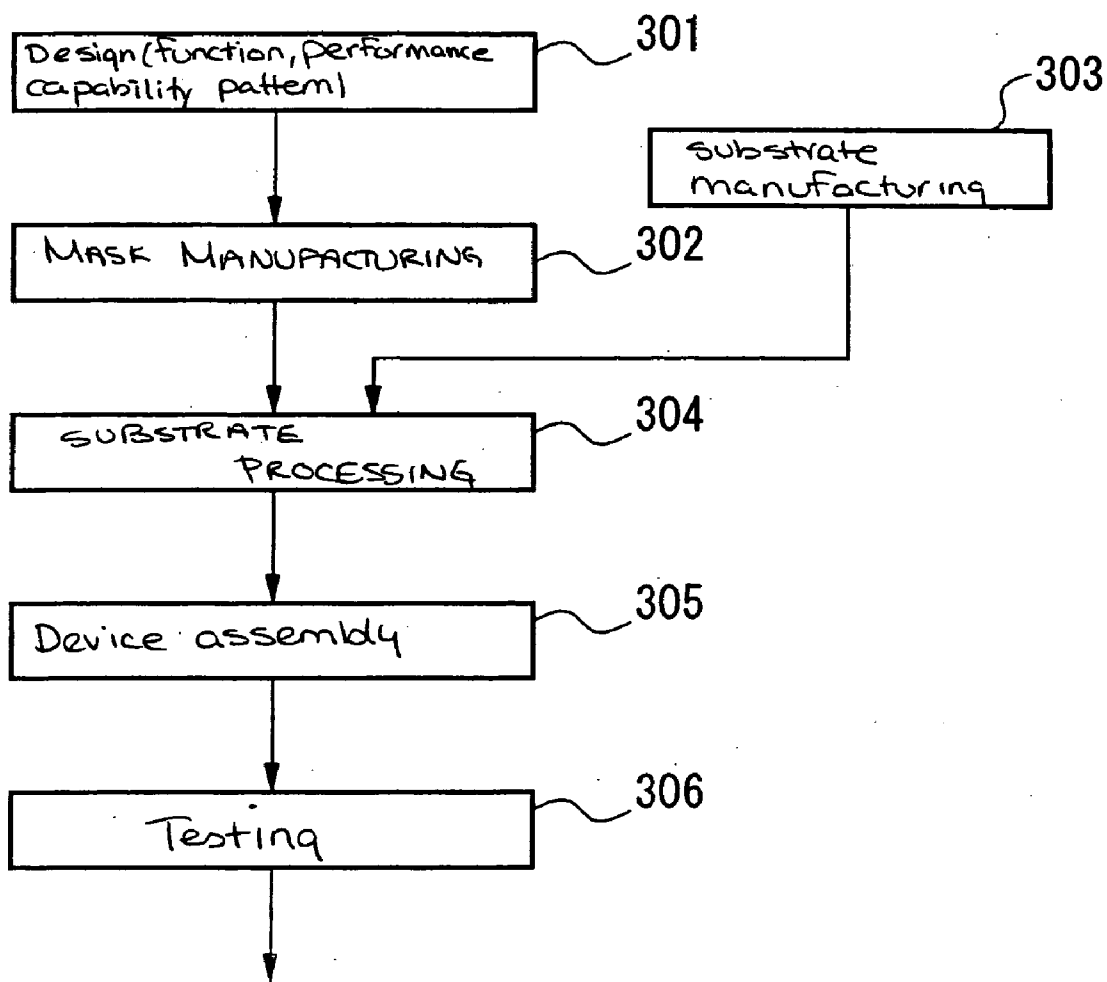 Design (function, performance
capability pattern)
301
303
substrate
manufacturing
MASK MANUFACTURING
302
SUBSTRATE
PROCESSING
304
Device assembly
305
Testing
306